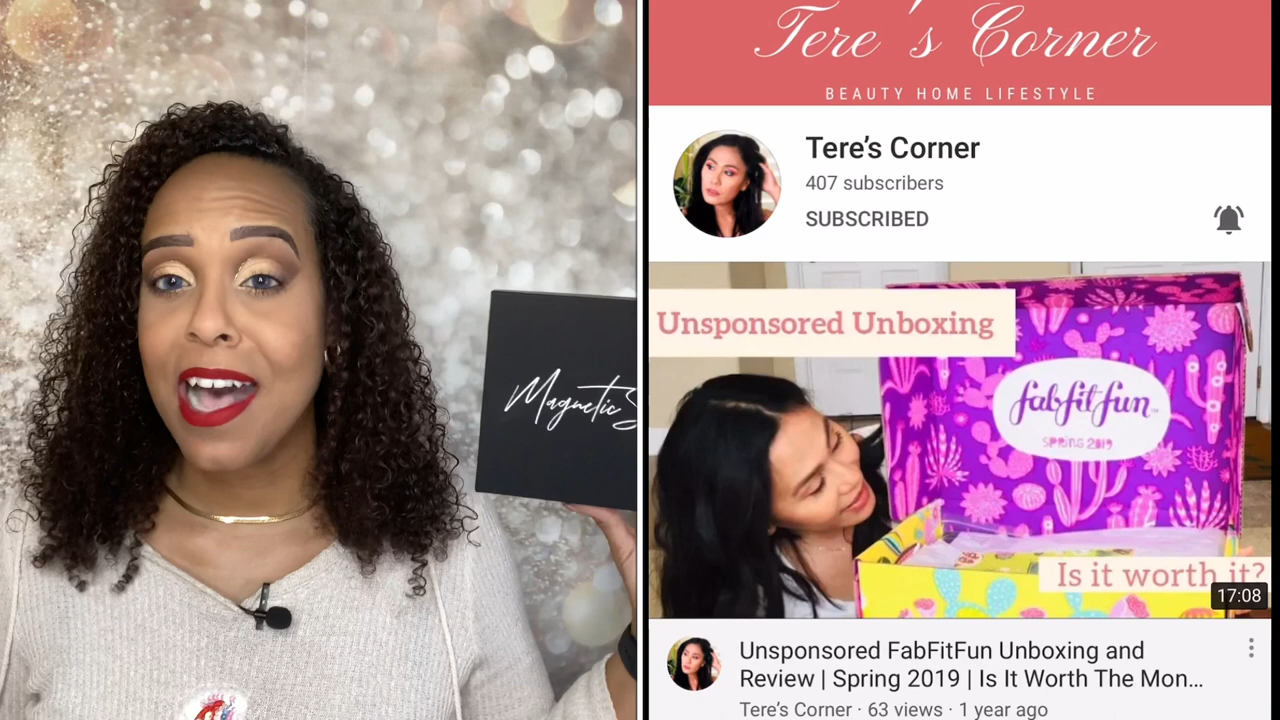 Magnetic
Tere's Corner
BEAUTY HOME LIFESTYLE
Tere’s Corner
407 subscribers
SUBSCRIBED
Unsponsored Unboxing
fabfitfun
SPRING 2019
Is it worth it?
17:08
Unsponsored FabFitFun Unboxing and
Review | Spring 2019 | Is It Worth The Mon...
Tere’s Corner · 63 views · 1 year ago